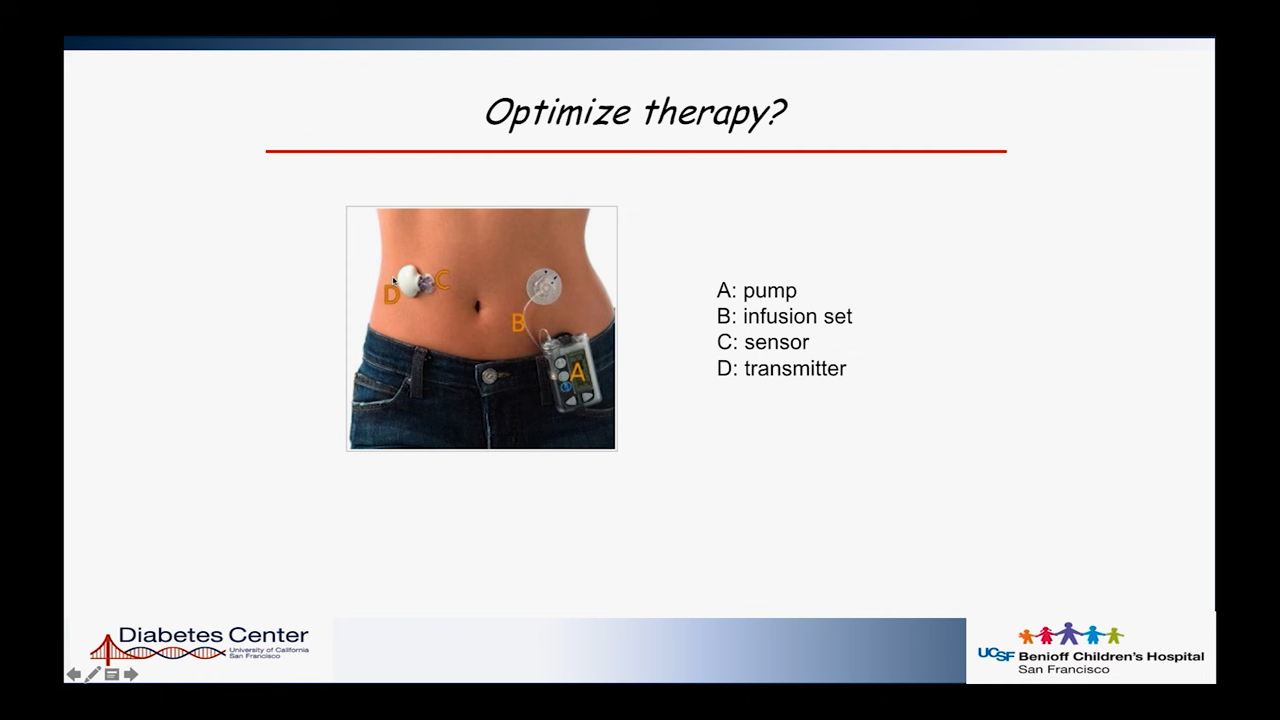 Optimize therapy?
D
C
B
A
A: pump
B: infusion set
C: sensor
D: transmitter
Diabetes Center
University of California
San Francisco
UCSF Benioff Children's Hospital
San Francisco